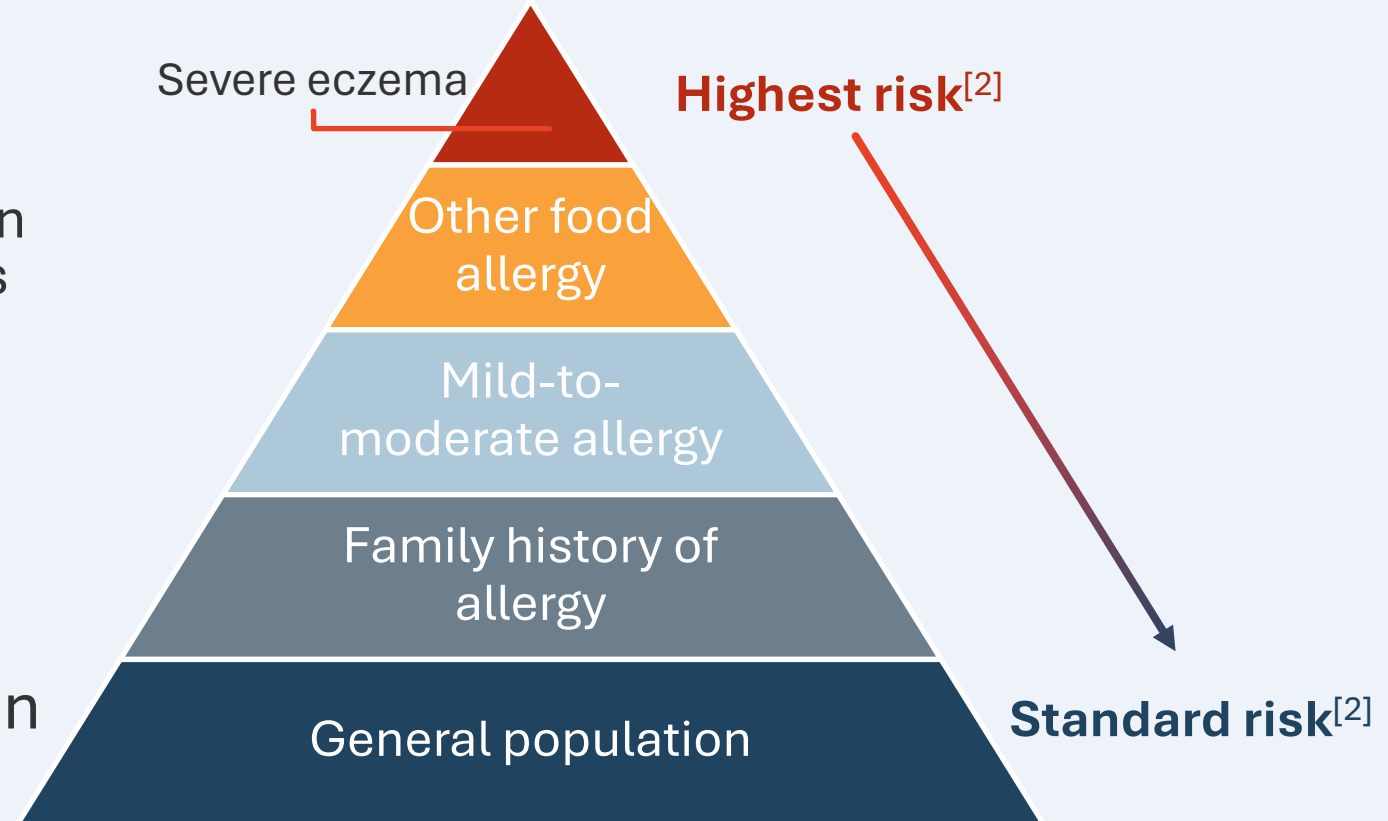 Severe eczema
Highest risk[2]
Other food
allergy
Mild-to-
moderate allergy
Family history of
allergy
General population
Standard risk[2]